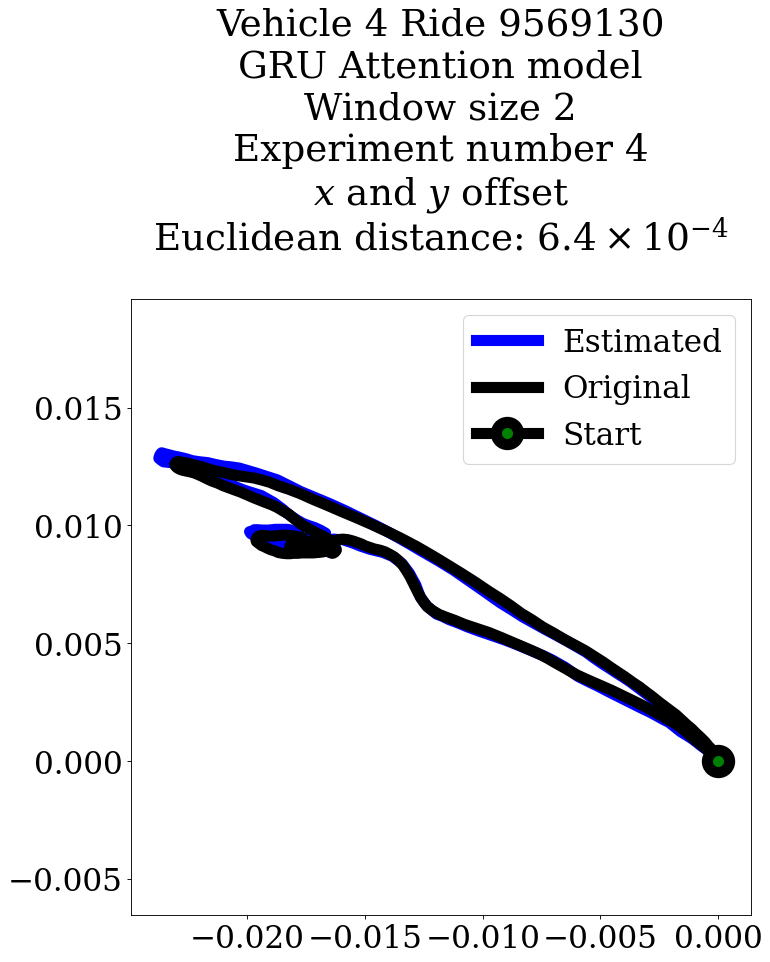 Vehicle 4 Ride 9569130
GRU Attention model
Window size 2
Experiment number 4
x and y offset
Euclidean distance: 6.4 × 10⁻⁴
Estimated
Original
Start
0.015
0.010
0.005
0.000
−0.005
−0.020 −0.015 −0.010 −0.005 0.000